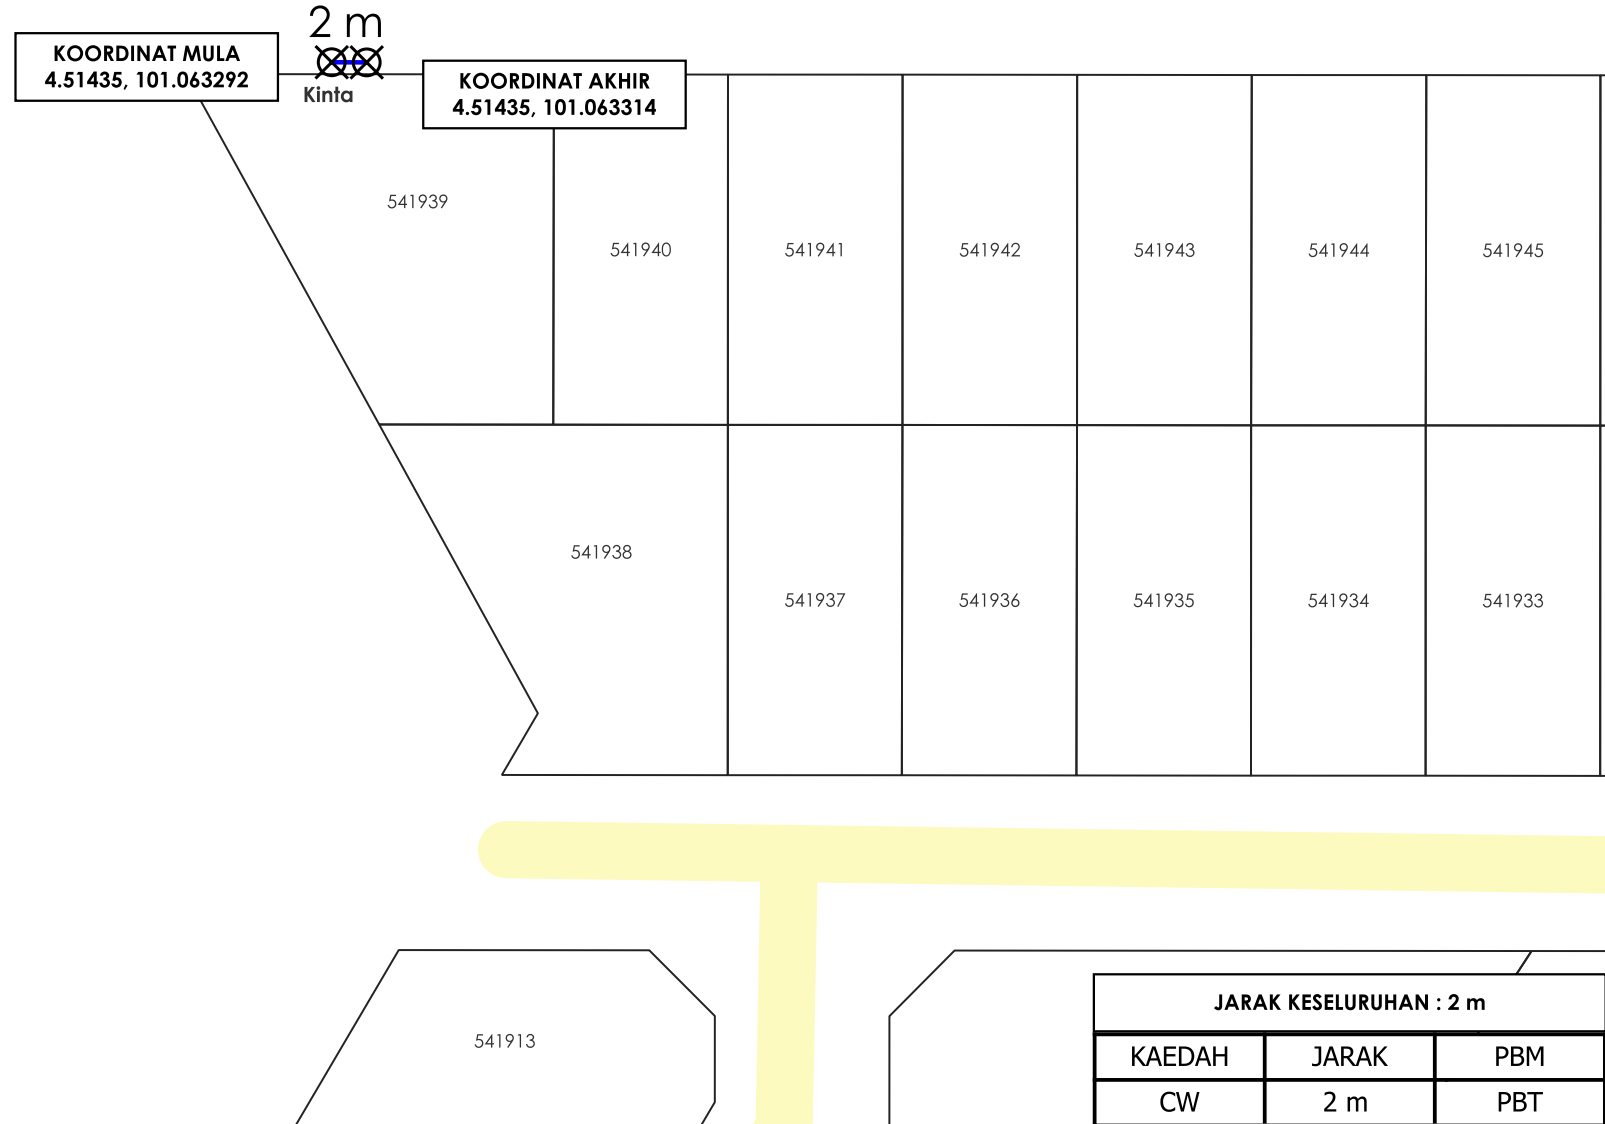 2 m
KOORDINAT MULA
4.51435, 101.063292
Kinta
KOORDINAT AKHIR
4.51435, 101.063314
541939
541940
541941
541942
541943
541944
541945
541938
541937
541936
541935
541934
541933
541913
JARAK KESELURUHAN : 2 m
KAEDAH JARAK PBM
CW 2 m PBT